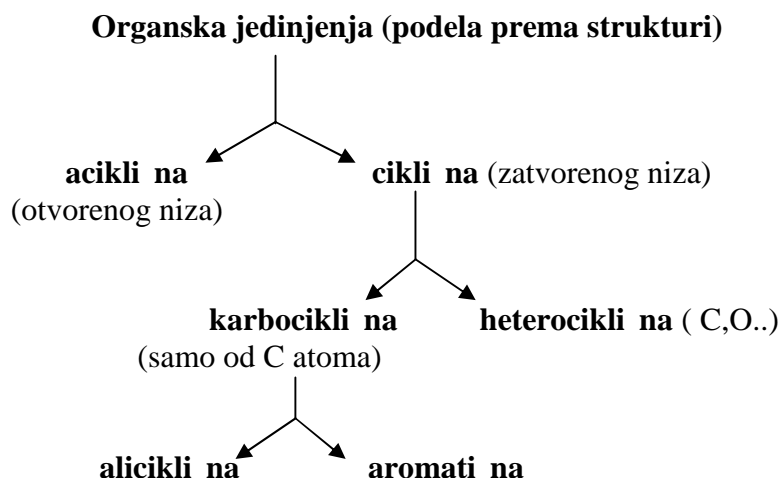 Organska jedinjenja (podela prema strukturi)
acikli na cikli na (zatvorenog niza)
(otvorenog niza)
karbocikli na heterocikli na ( C,O..)
(samo od C atoma)
alicikli na aromati na